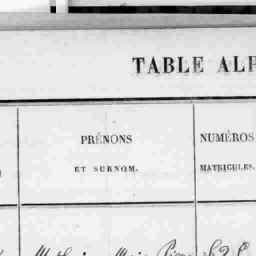 TABLE ALP
PRÉNONS
ET SURNOM.
NUMÉROS
MATRICULES.